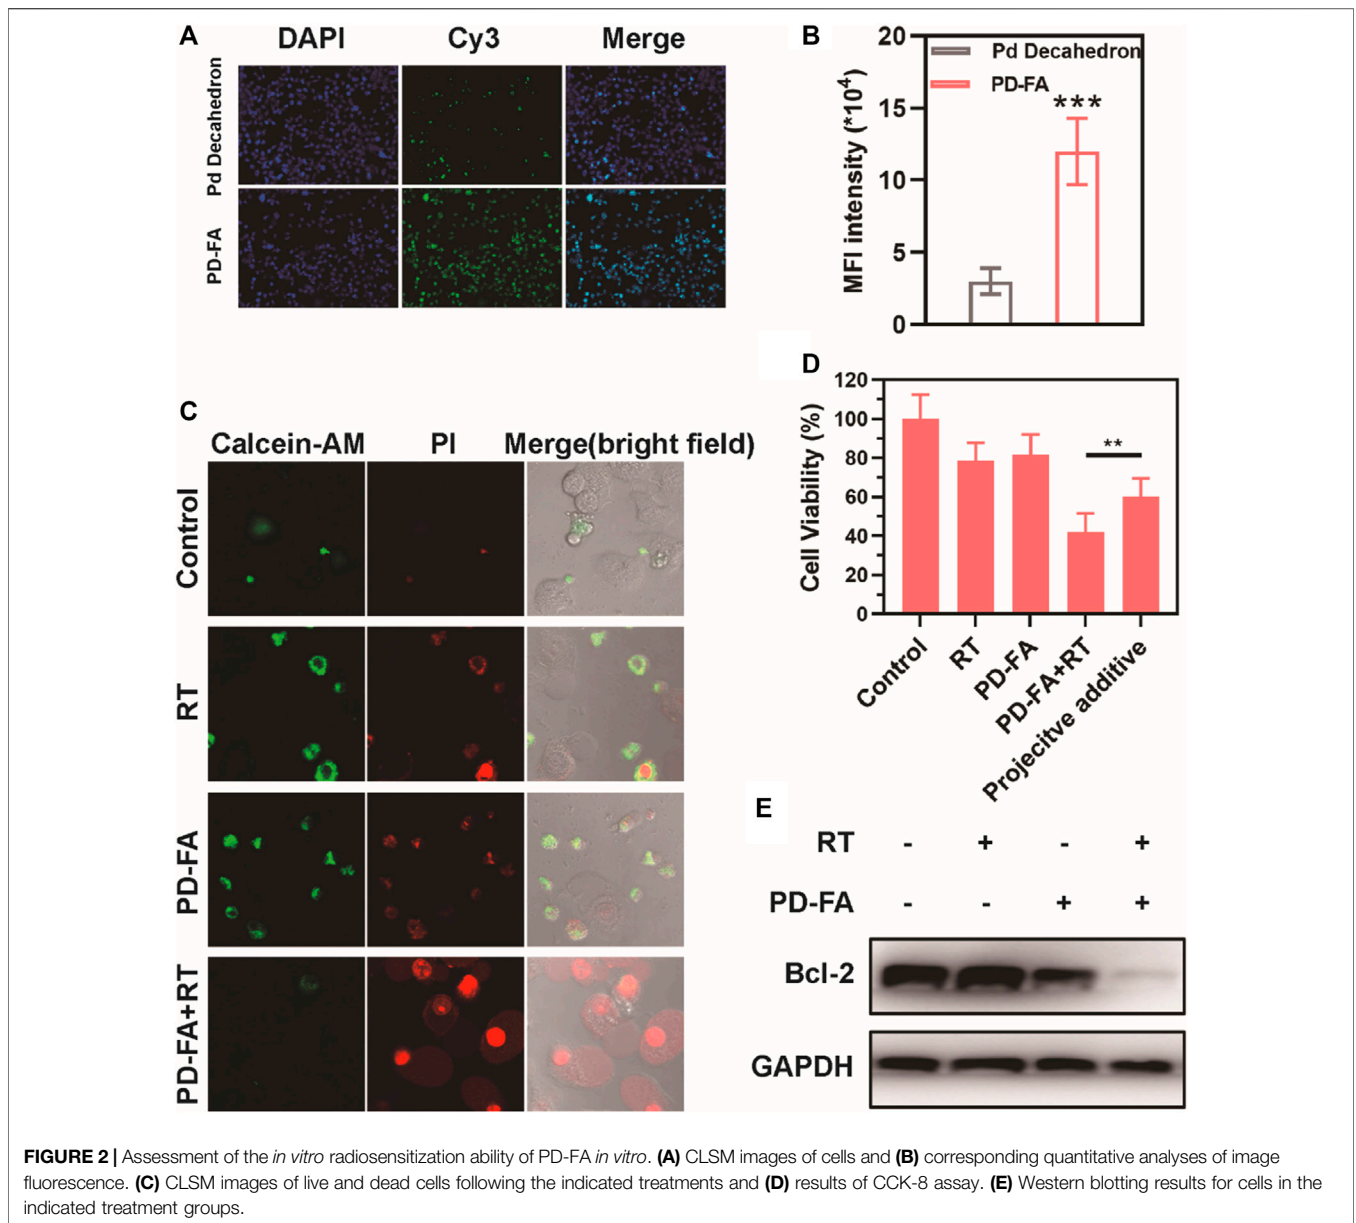 A
DAPI
Cy3
Merge
Pd Decahedron
PD-FA
B
MFI intensity (*10⁴)
20
15
10
5
0
Pd Decahedron
PD-FA
***
C
Calcein-AM
PI
Merge(bright field)
Control
RT
PD-FA
PD-FA+RT
D
Cell Viability (%)
120
100
80
60
40
20
0
**
Control
RT
PD-FA
PD-FA+RT
Projecitve additive
E
RT - + - +
PD-FA - - + +
Bcl-2
GAPDH
FIGURE 2 | Assessment of the in vitro radiosensitization ability of PD-FA in vitro. (A) CLSM images of cells and (B) corresponding quantitative analyses of image
fluorescence. (C) CLSM images of live and dead cells following the indicated treatments and (D) results of CCK-8 assay. (E) Western blotting results for cells in the
indicated treatment groups.